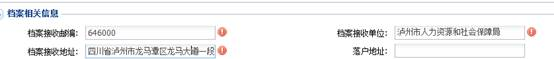 档案相关信息
档案接收邮编： 646000 档案接收单位： 泸州市人力资源和社会保障局
档案接收地址： 四川省泸州市龙马潭区龙马大道一段 落户地址：